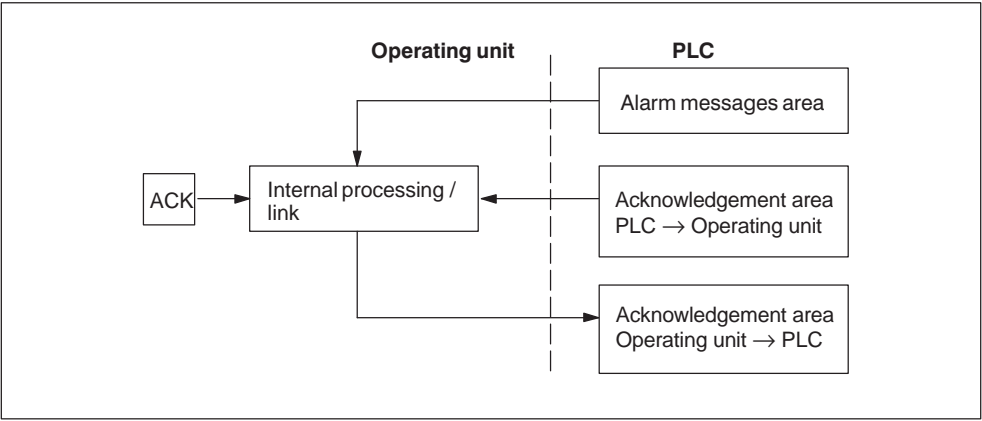 Operating unit
PLC
Alarm messages area
ACK
Internal processing /
link
Acknowledgement area
PLC → Operating unit
Acknowledgement area
Operating unit → PLC